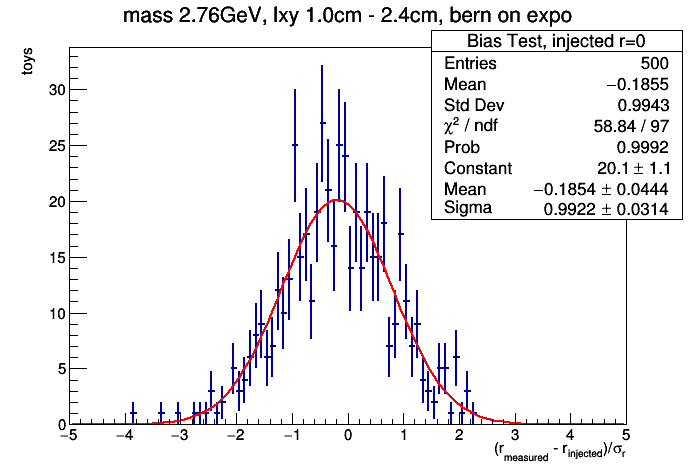 mass 2.76GeV, lxy 1.0cm - 2.4cm, bern on expo
Bias Test, injected r=0
Entries 500
Mean −0.1855
Std Dev 0.9943
χ² / ndf 58.84 / 97
Prob 0.9992
Constant 20.1 ± 1.1
Mean −0.1854 ± 0.0444
Sigma 0.9922 ± 0.0314
toys
30
25
20
15
10
5
0
−5 −4 −3 −2 −1 0 1 2 3 4 5
(r_measured - r_injected)/σ_r